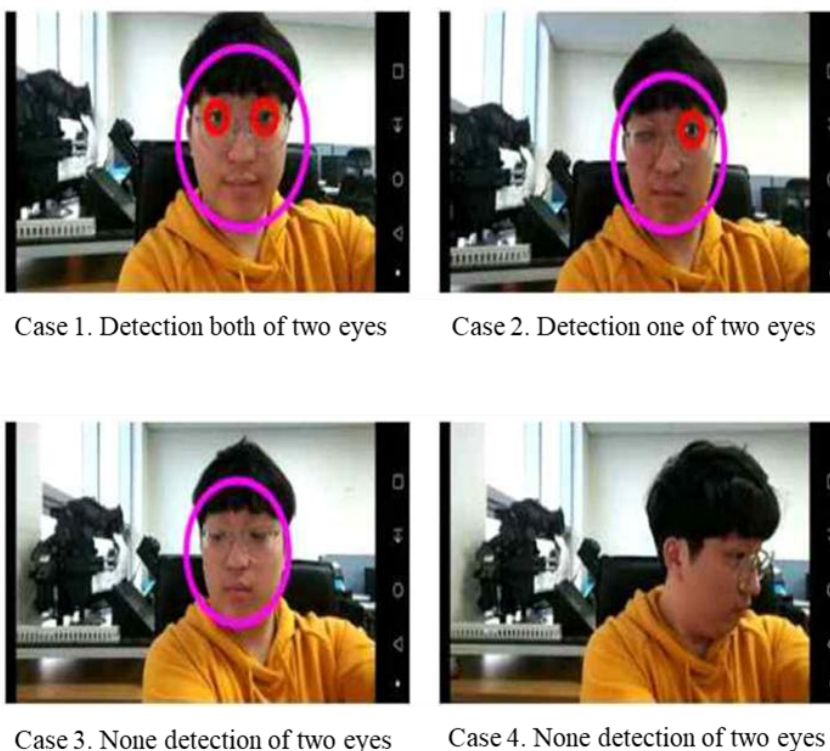 Case 1. Detection both of two eyes
Case 2. Detection one of two eyes
Case 3. None detection of two eyes
Case 4. None detection of two eyes